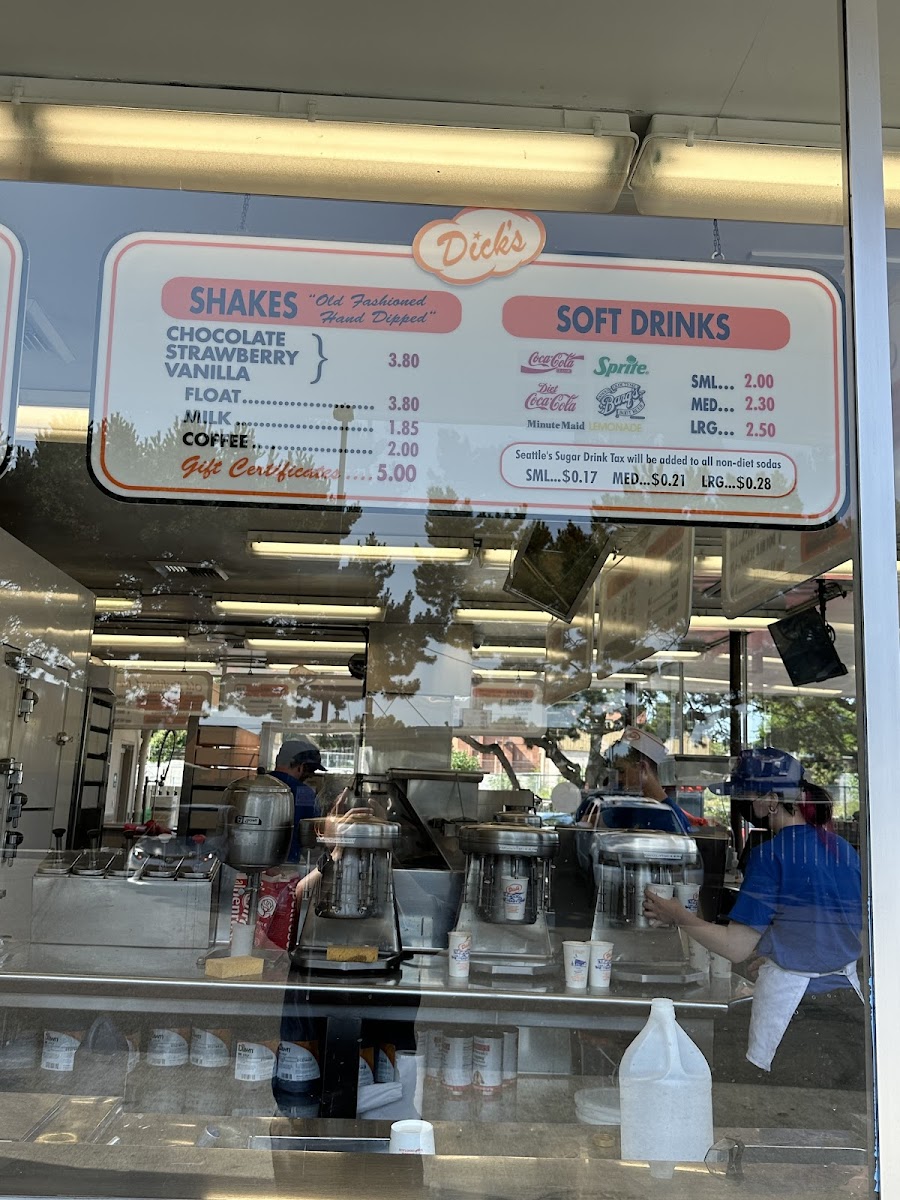 Dick's
SHAKES "Old Fashioned
Hand Dipped"
CHOCOLATE
STRAWBERRY } 3.80
VANILLA
FLOAT.................... 3.80
MILK..................... 1.85
COFFEE.................. 2.00
Gift Certificates.....5.00
SOFT DRINKS
Coca-Cola Sprite
Diet
Coca-Cola Barq's
Minute Maid LEMONADE
SML... 2.00
MED... 2.30
LRG... 2.50
Seattle's Sugar Drink Tax will be added to all non-diet sodas
SML...$0.17 MED...$0.21 LRG...$0.28